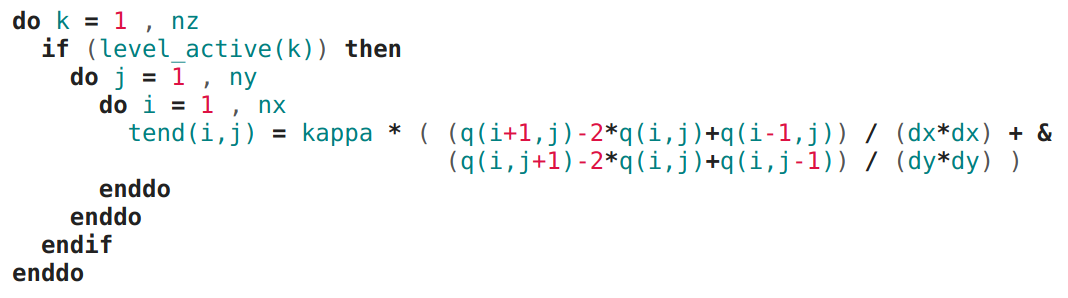 do k = 1 , nz
  if (level_active(k)) then
    do j = 1 , ny
      do i = 1 , nx
        tend(i,j) = kappa * ( (q(i+1,j)-2*q(i,j)+q(i-1,j)) / (dx*dx) + &
                              (q(i,j+1)-2*q(i,j)+q(i,j-1)) / (dy*dy) )
      enddo
    enddo
  endif
enddo